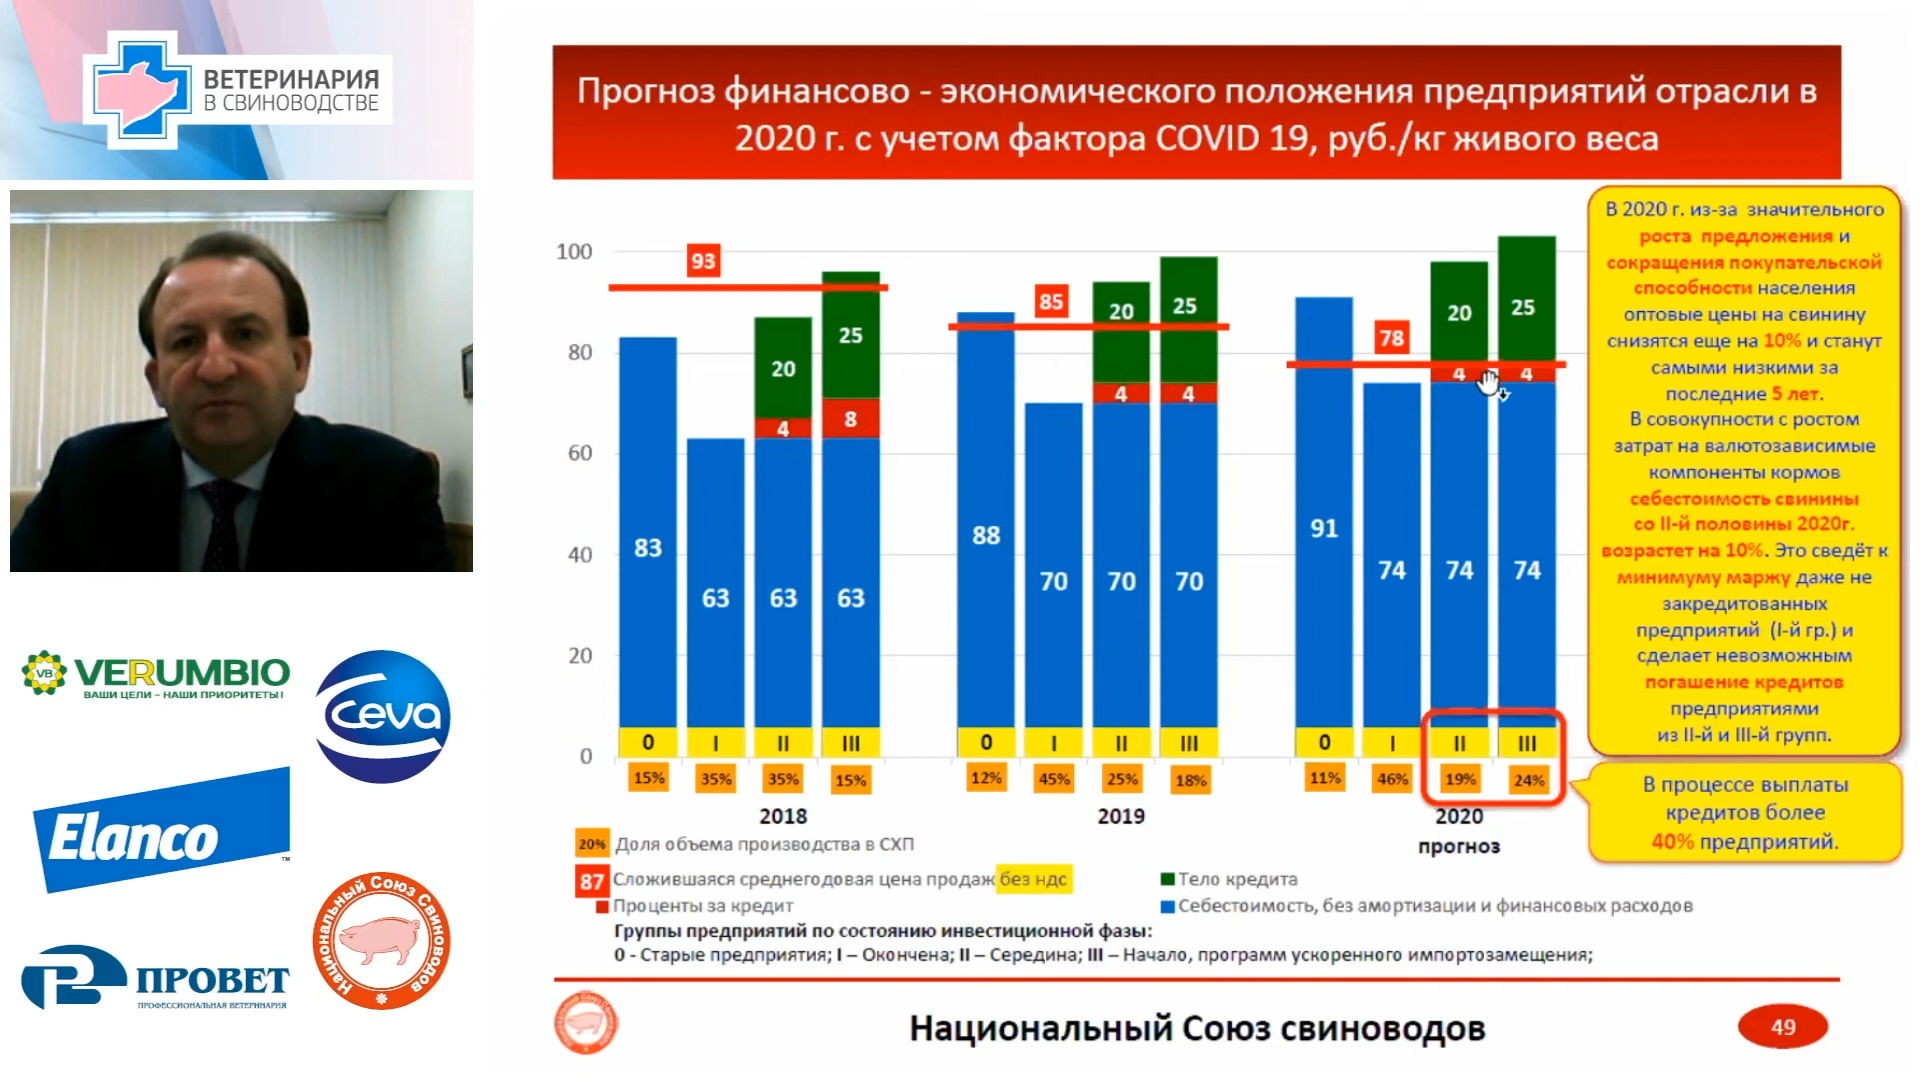 ВЕТЕРИНАРИЯ
В СВИНОВОДСТВЕ
VB
VERUMBIO
ВАШИ ЦЕЛИ – НАШИ ПРИОРИТЕТЫ!
Ceva
Elanco
™
Национальный Союз Свиноводов
ПРОВЕТ
ПРОФЕССИОНАЛЬНАЯ ВЕТЕРИНАРИЯ
Прогноз финансово - экономического положения предприятий отрасли в
2020 г. с учетом фактора COVID 19, руб./кг живого веса
100
80
60
40
20
0
93
25
20
4
8
83
63
63
63
0
I
II
III
15%
35%
35%
15%
2018
85
20
25
4
4
88
70
70
70
0
I
II
III
12%
45%
25%
18%
2019
78
20
25
4
4
91
74
74
74
0
I
II
III
11%
46%
19%
24%
2020
прогноз
В 2020 г. из-за значительного
роста предложения и
сокращения покупательской
способности населения
оптовые цены на свинину
снизятся еще на 10% и станут
самыми низкими за
последние 5 лет.
В совокупности с ростом
затрат на валютозависимые
компоненты кормов
себестоимость свинины
со II-й половины 2020г.
возрастет на 10%. Это сведёт к
минимуму маржу даже не
закредитованных
предприятий (I-й гр.) и
сделает невозможным
погашение кредитов
предприятиями
из II-й и III-й групп.
В процессе выплаты
кредитов более
40% предприятий.
20% Доля объема производства в СХП
87 Сложившаяся среднегодовая цена продаж без ндс
Тело кредита
Проценты за кредит
Себестоимость, без амортизации и финансовых расходов
Группы предприятий по состоянию инвестиционной фазы:
0 - Старые предприятия; I – Окончена; II – Середина; III – Начало, программ ускоренного импортозамещения;
Национальный Союз свиноводов
49